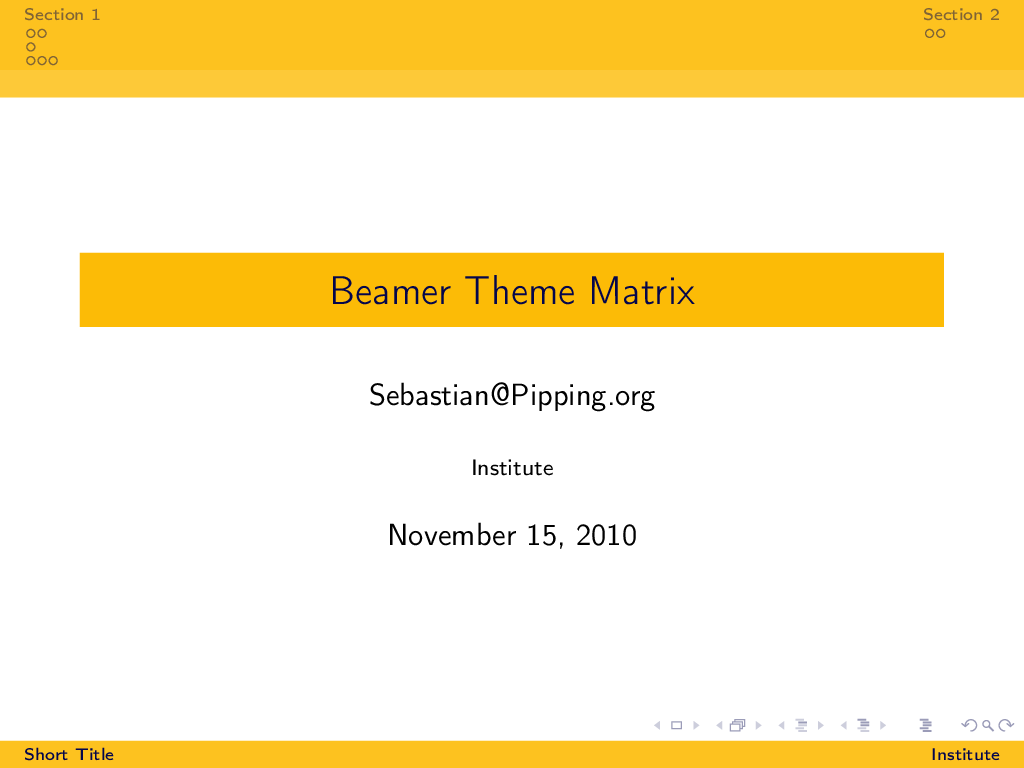 Section 1
Section 2
Beamer Theme Matrix
Sebastian@Pipping.org
Institute
November 15, 2010
Short Title
Institute